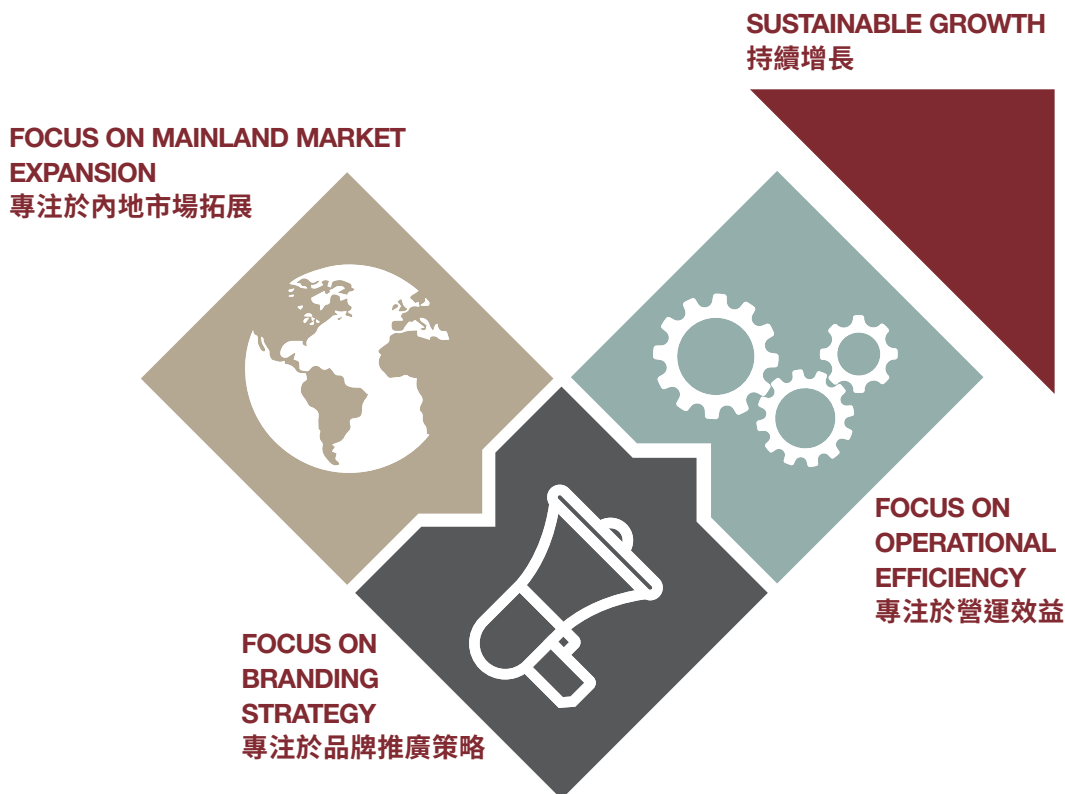 SUSTAINABLE GROWTH
持續增長
FOCUS ON MAINLAND MARKET
EXPANSION
專注於內地市場拓展
FOCUS ON
OPERATIONAL
EFFICIENCY
專注於營運效益
FOCUS ON
BRANDING
STRATEGY
專注於品牌推廣策略